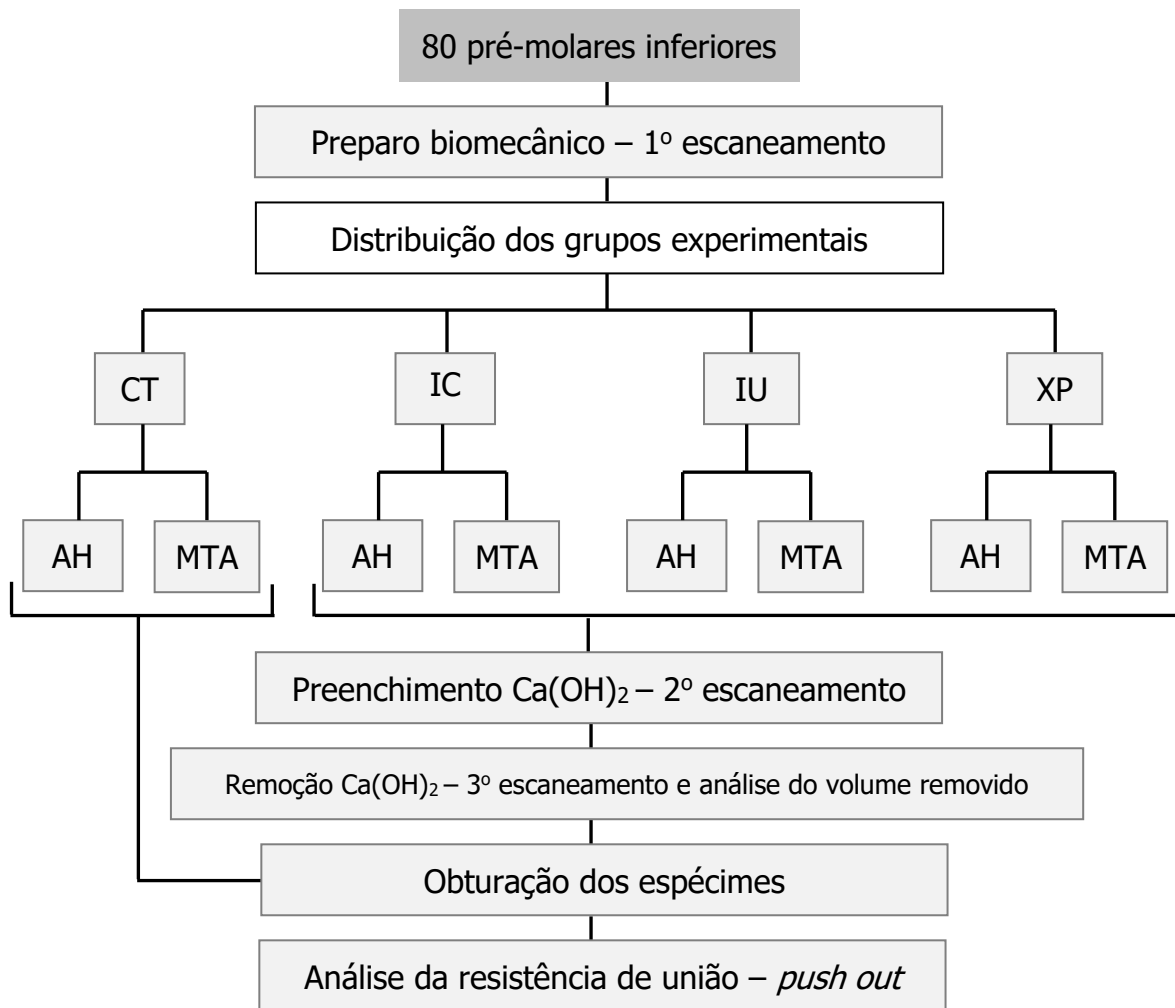 80 pré-molares inferiores
Preparo biomecânico – 1º escaneamento
Distribuição dos grupos experimentais
CT
IC
IU
XP
AH
MTA
AH
MTA
AH
MTA
AH
MTA
Preenchimento Ca(OH)₂ – 2º escaneamento
Remoção Ca(OH)₂ – 3º escaneamento e análise do volume removido
Obturação dos espécimes
Análise da resistência de união – push out